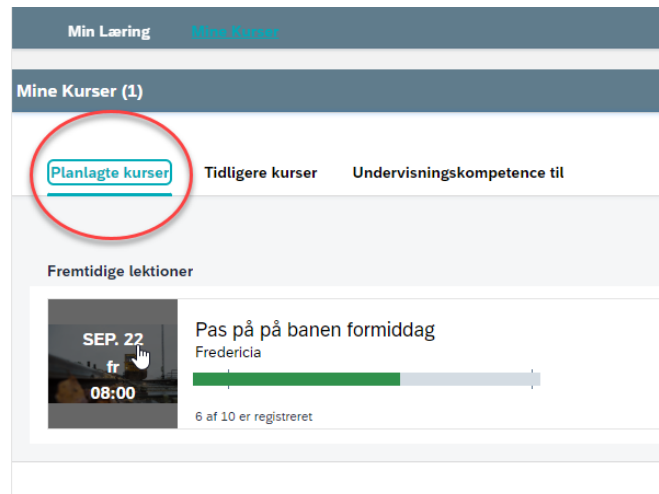 Min Læring Mine Kurser
Mine Kurser (1)
Planlagte kurser Tidligere kurser Undervisningskompetence til
Fremtidige lektioner
SEP. 22
fr
08:00
Pas på på banen formiddag
Fredericia
6 af 10 er registreret